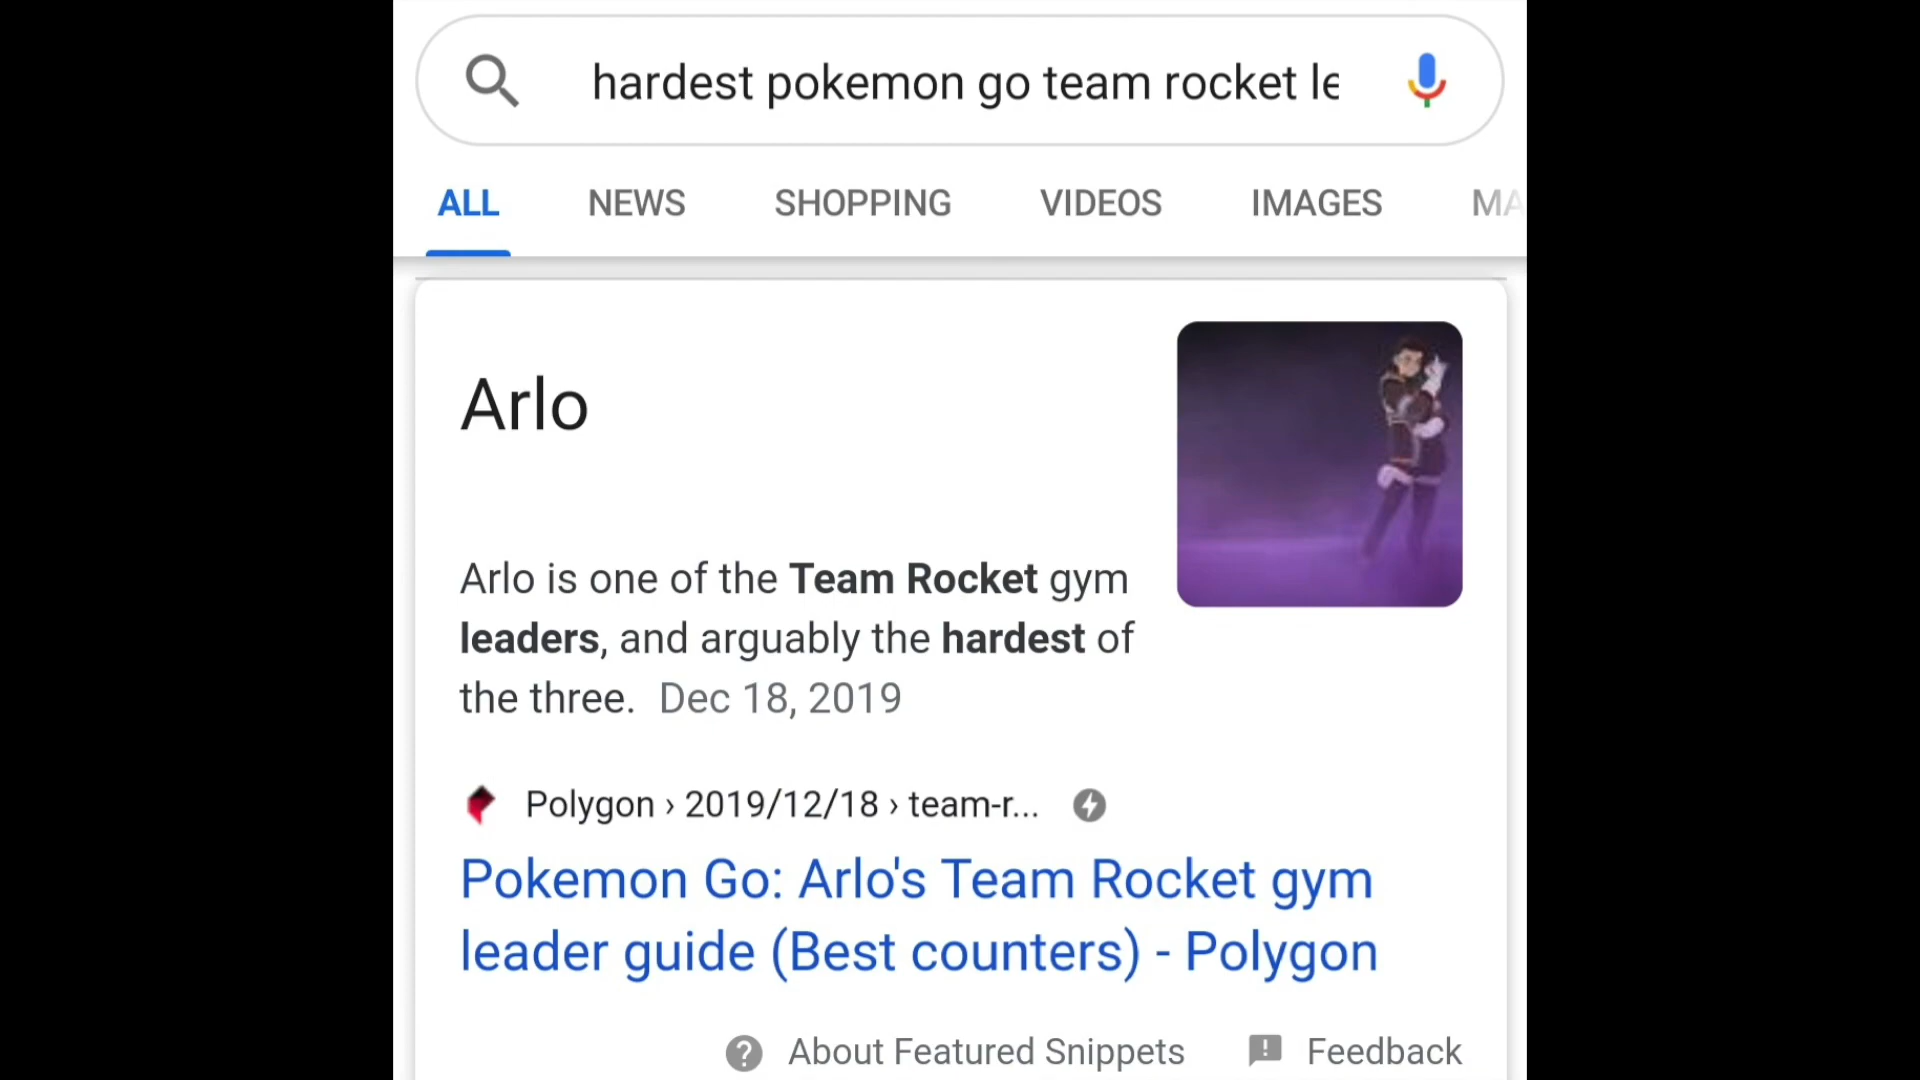 hardest pokemon go team rocket le
ALL NEWS SHOPPING VIDEOS IMAGES MA
Arlo
Arlo is one of the Team Rocket gym
leaders, and arguably the hardest of
the three. Dec 18, 2019
Polygon › 2019/12/18 › team-r...
Pokemon Go: Arlo's Team Rocket gym
leader guide (Best counters) - Polygon
About Featured Snippets Feedback